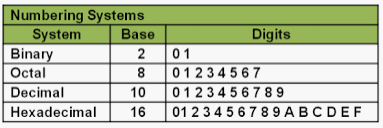 Numbering Systems
System Base Digits
Binary 2 0 1
Octal 8 0 1 2 3 4 5 6 7
Decimal 10 0 1 2 3 4 5 6 7 8 9
Hexadecimal 16 0 1 2 3 4 5 6 7 8 9 A B C D E F